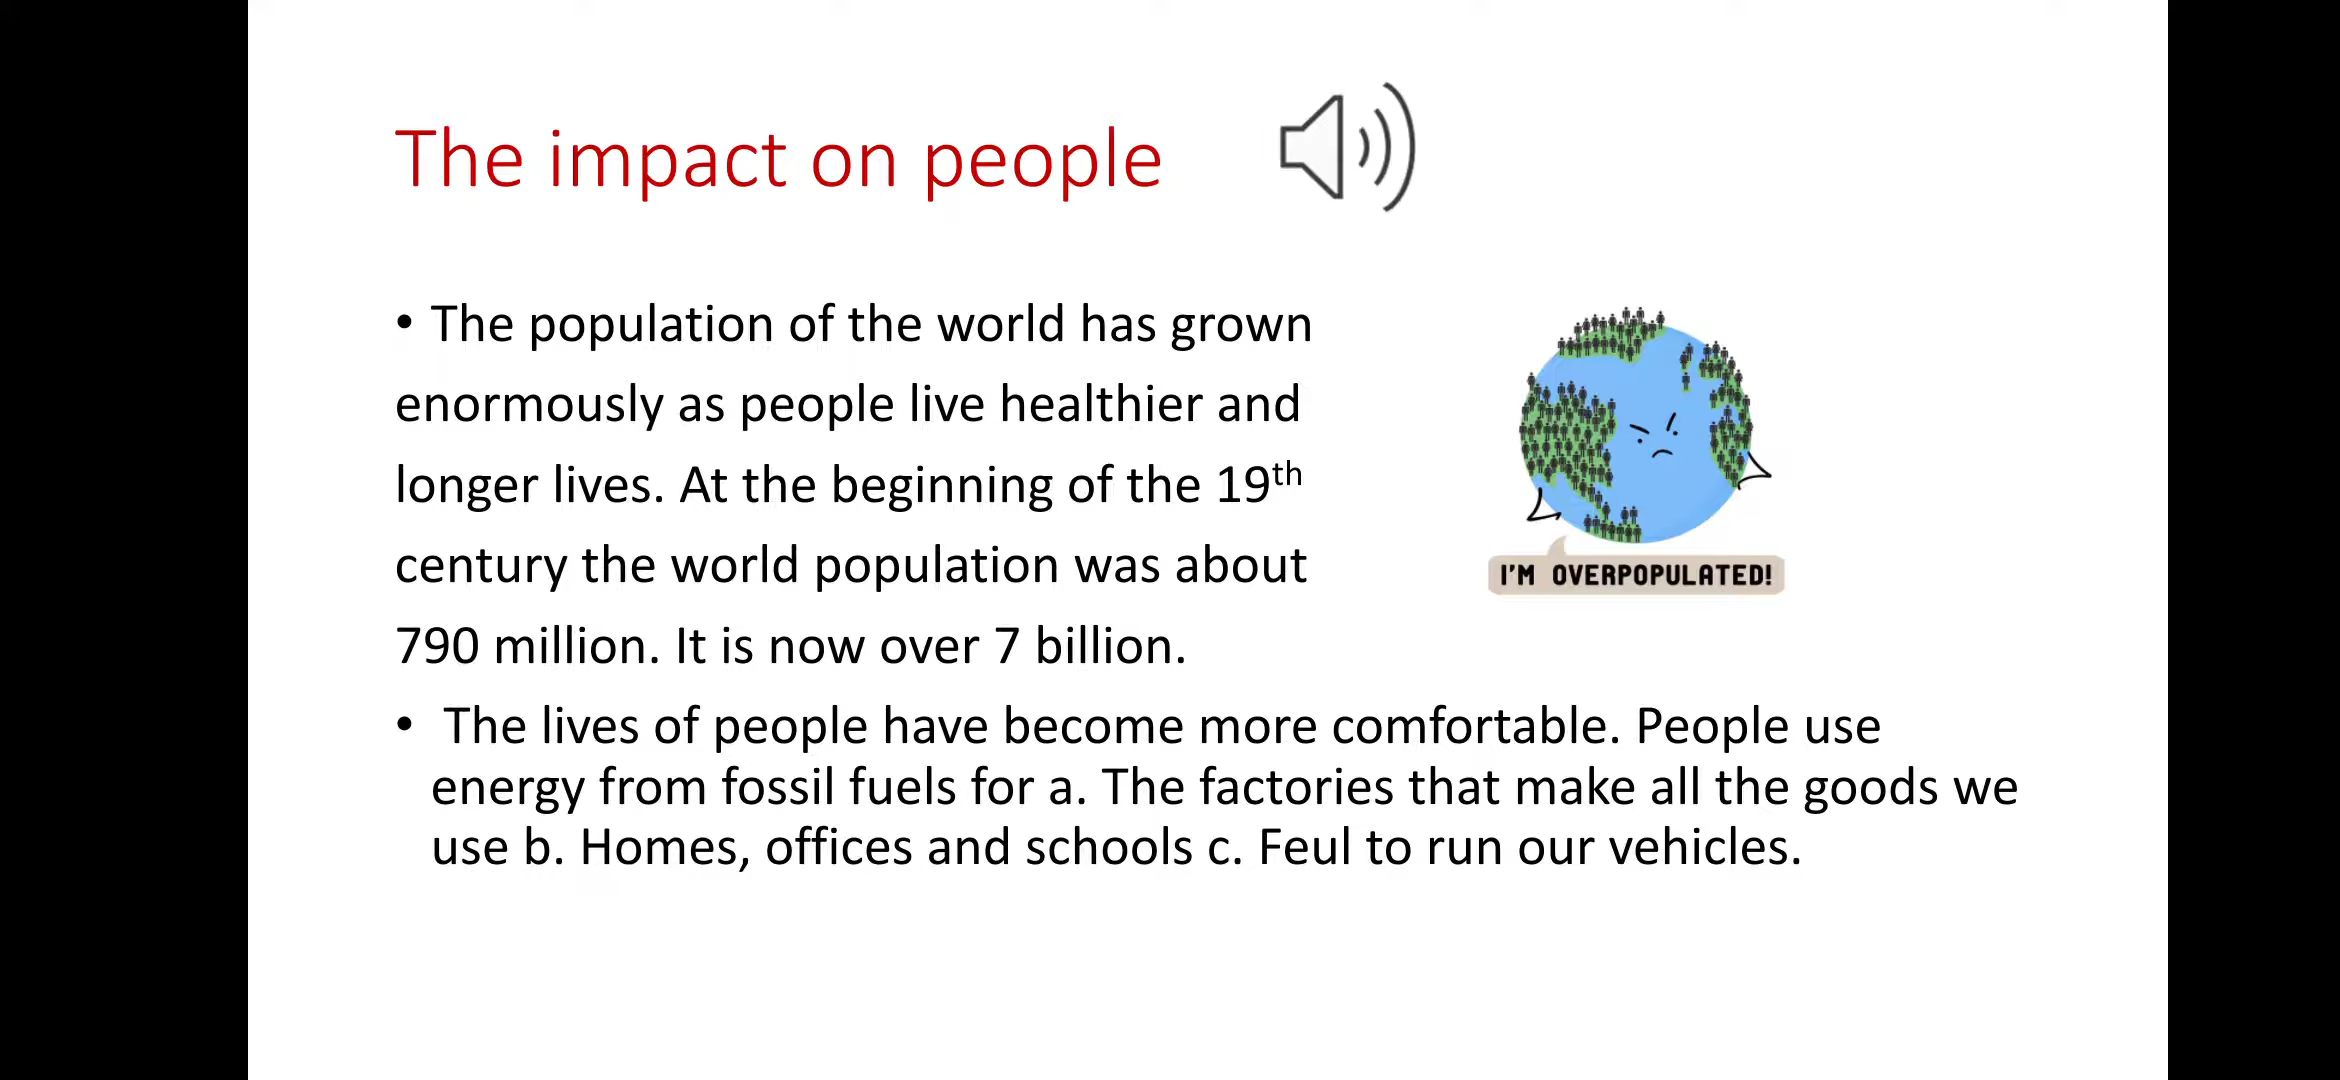 The impact on people
• The population of the world has grown
enormously as people live healthier and
longer lives. At the beginning of the 19th
century the world population was about
790 million. It is now over 7 billion.
I'M OVERPOPULATED!
• The lives of people have become more comfortable. People use
energy from fossil fuels for a. The factories that make all the goods we
use b. Homes, offices and schools c. Feul to run our vehicles.